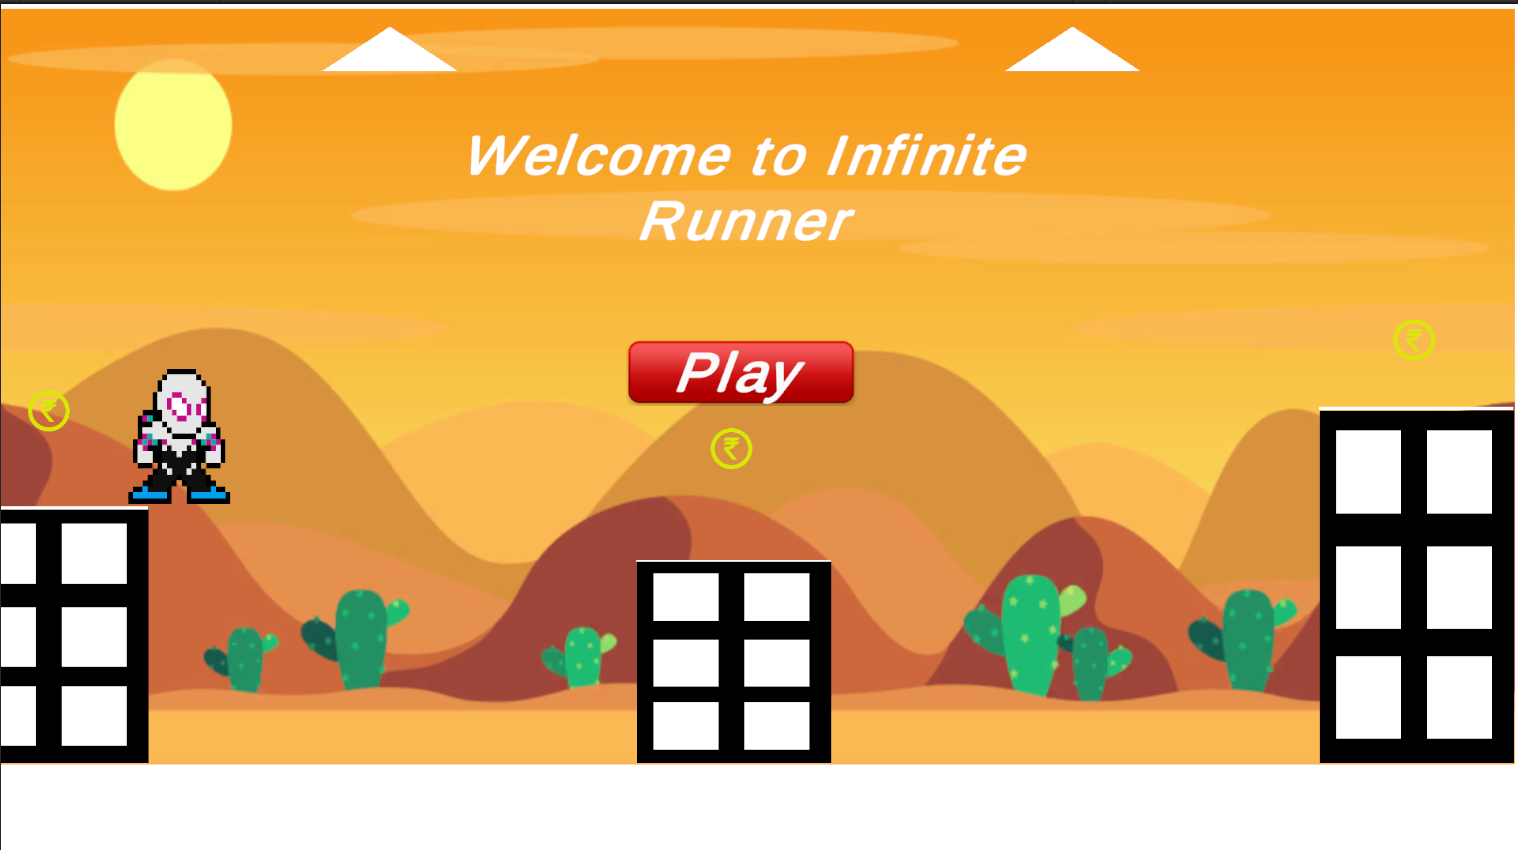 Welcome to Infinite
Runner
₹
Play
₹
₹